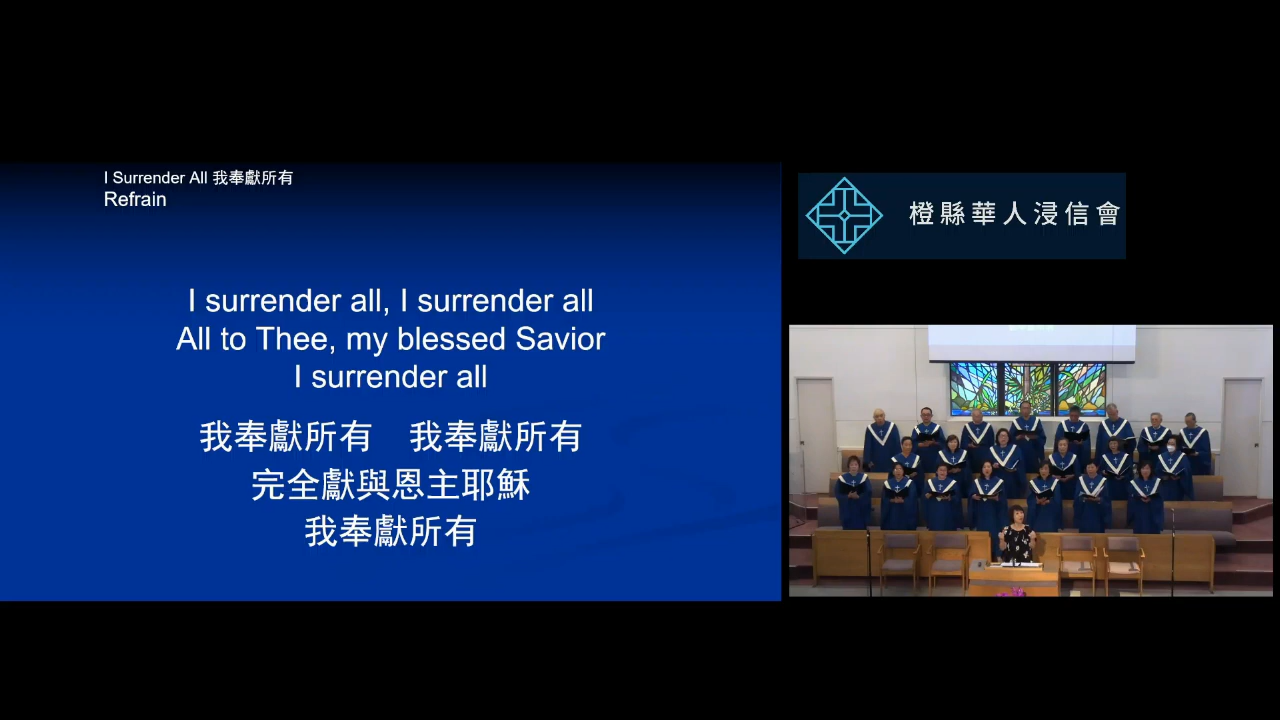 I Surrender All 我奉獻所有
Refrain
I surrender all, I surrender all
All to Thee, my blessed Savior
I surrender all
我奉獻所有 我奉獻所有
完全獻與恩主耶穌
我奉獻所有
橙縣華人浸信會